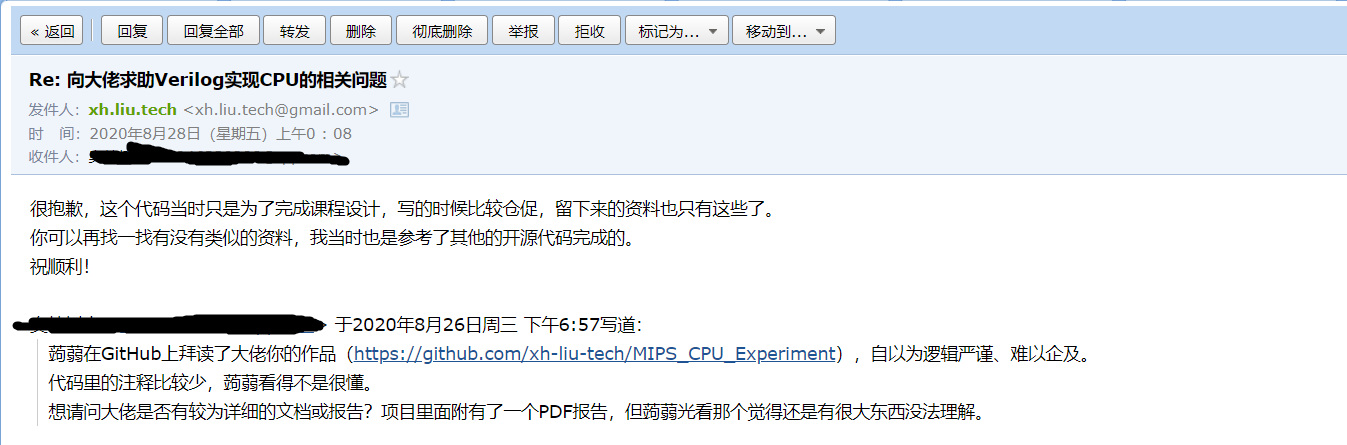 « 返回 回复 回复全部 转发 删除 彻底删除 举报 拒收 标记为... 移动到...
Re: 向大佬求助Verilog实现CPU的相关问题
发件人：xh.liu.tech <xh.liu.tech@gmail.com>
时 间：2020年8月28日（星期五）上午0：08
收件人：
很抱歉，这个代码当时只是为了完成课程设计，写的时候比较仓促，留下来的资料也只有这些了。
你可以再找一找有没有类似的资料，我当时也是参考了其他的开源代码完成的。
祝顺利！
于2020年8月26日周三 下午6:57写道：
蒟蒻在GitHub上拜读了大佬你的作品（https://github.com/xh-liu-tech/MIPS_CPU_Experiment），自以为逻辑严谨、难以企及。
代码里的注释比较少，蒟蒻看得不是很懂。
想请问大佬是否有较为详细的文档或报告？项目里面附有了一个PDF报告，但蒟蒻光看那个觉得还是有很大东西没法理解。